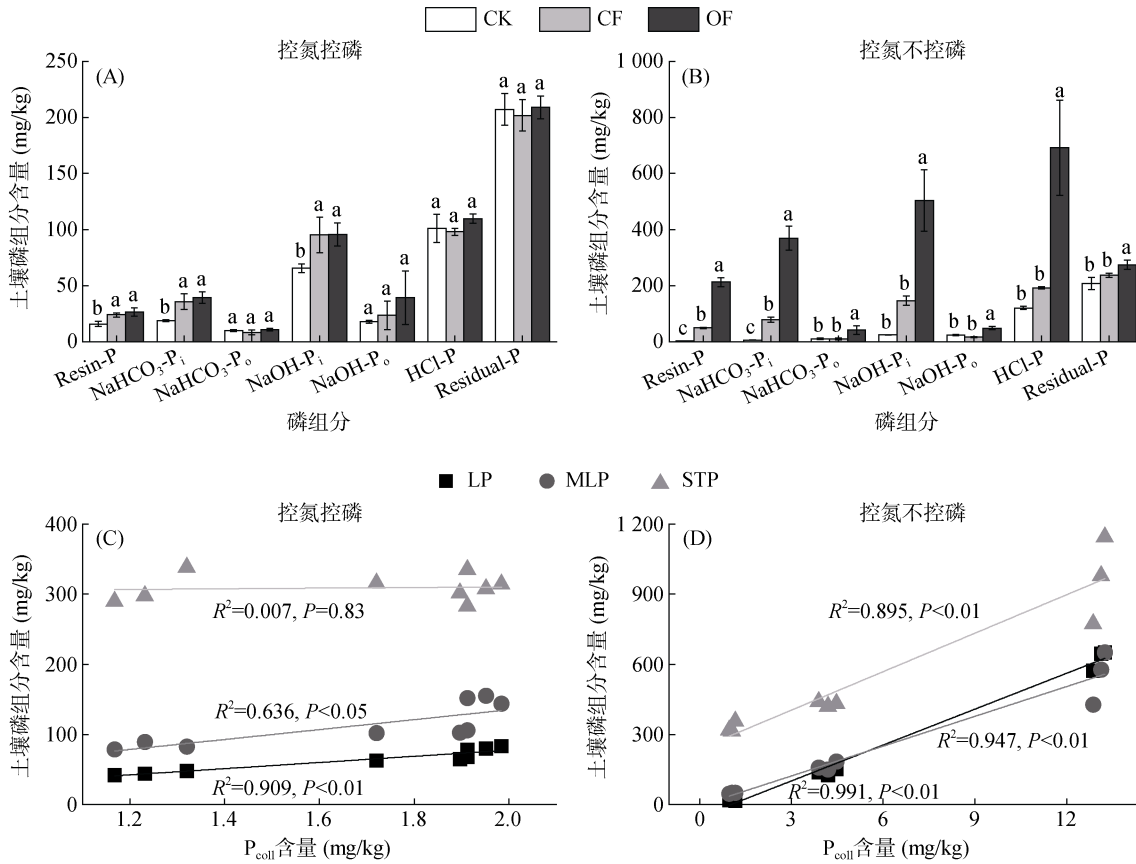 CK CF OF
控氮控磷
(A)
土壤磷组分含量 (mg/kg)
250
200
150
100
50
0
b a a
b a a
a a a
b a a
a a a
a a a
a a a
Resin-P NaHCO3-Pi NaHCO3-Po NaOH-Pi NaOH-Po HCl-P Residual-P
磷组分
控氮不控磷
(B)
土壤磷组分含量 (mg/kg)
1 000
800
600
400
200
0
c b a
c b a
b b a
b b a
b b a
b b a
b b a
Resin-P NaHCO3-Pi NaHCO3-Po NaOH-Pi NaOH-Po HCl-P Residual-P
磷组分
LP MLP STP
控氮控磷
(C)
土壤磷组分含量 (mg/kg)
400
300
200
100
0
R2=0.007, P=0.83
R2=0.636, P<0.05
R2=0.909, P<0.01
1.2 1.4 1.6 1.8 2.0
Pcoll含量 (mg/kg)
控氮不控磷
(D)
土壤磷组分含量 (mg/kg)
1 200
900
600
300
0
R2=0.895, P<0.01
R2=0.947, P<0.01
R2=0.991, P<0.01
0 3 6 9 12
Pcoll含量 (mg/kg)